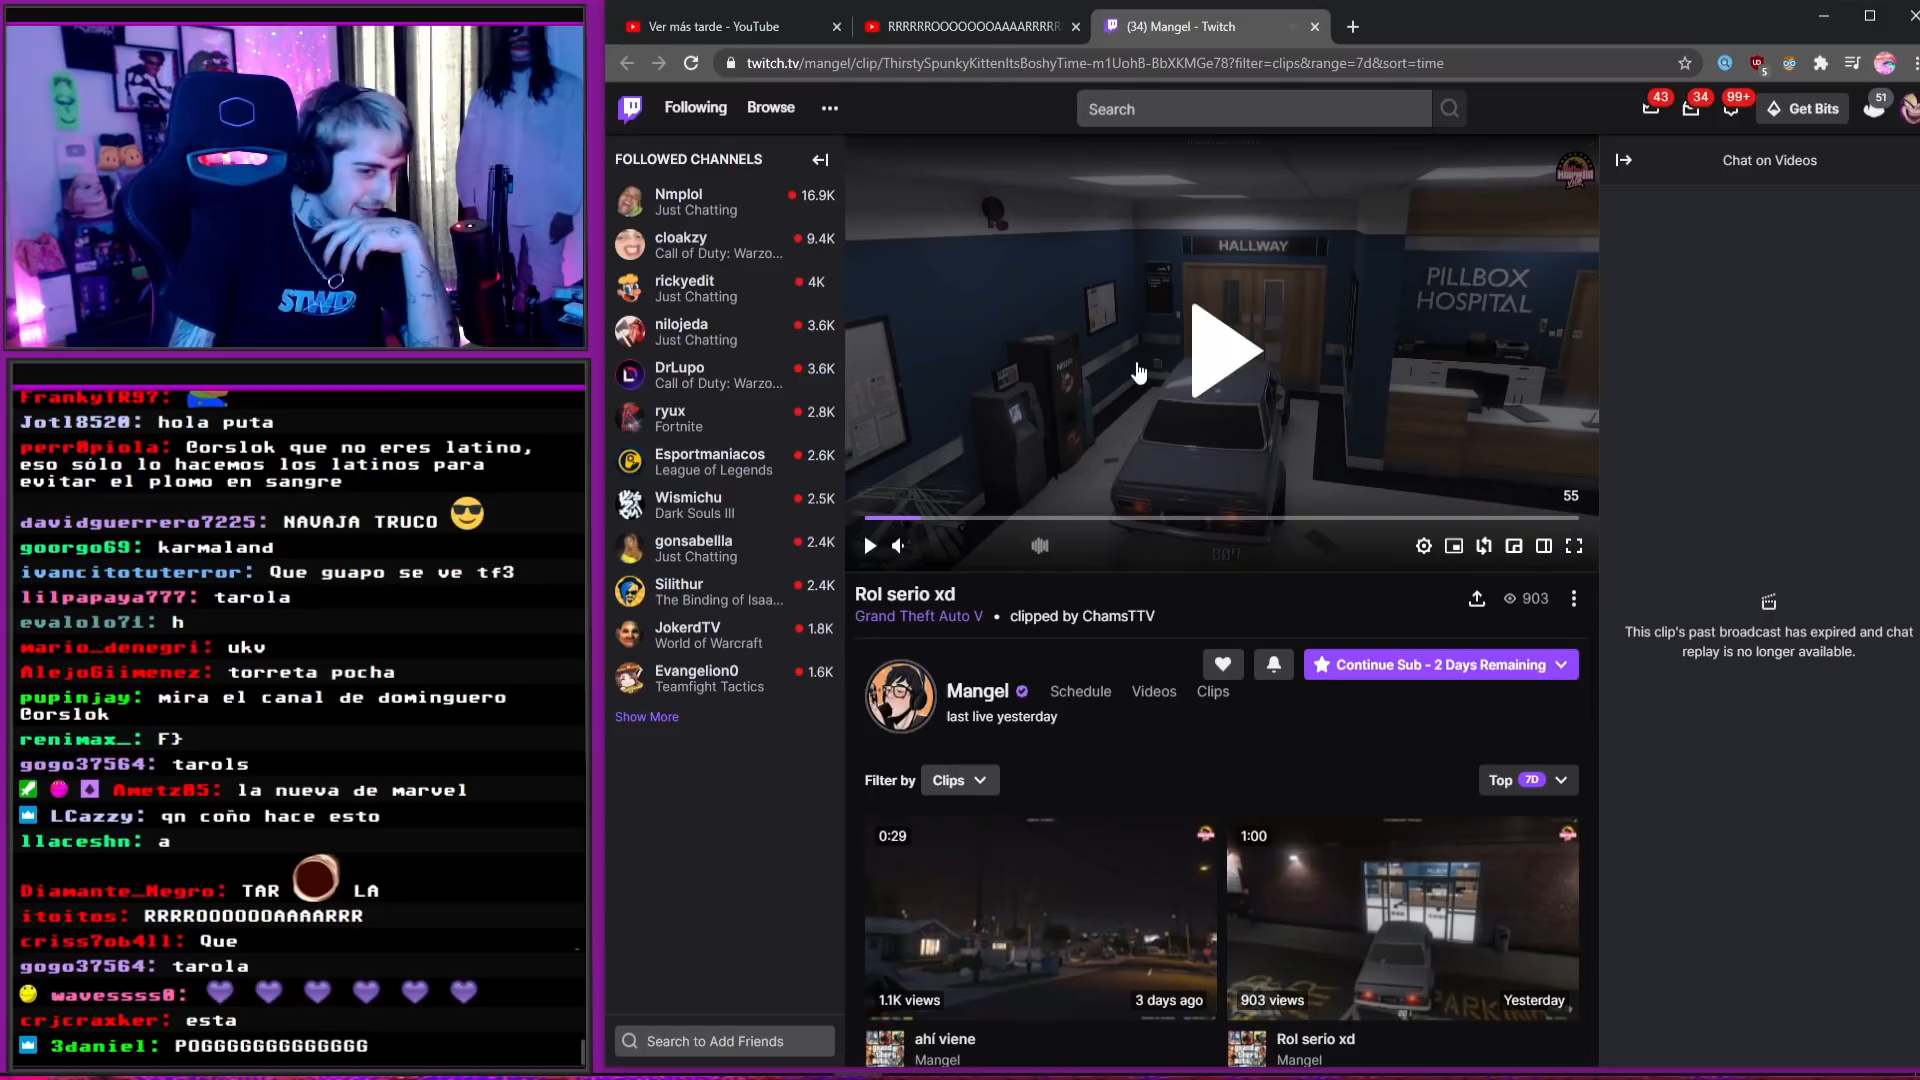 STWD.
FrankyTR97:
Jotl8520: hola puta
perr0piola: Corslok que no eres latino,
eso sólo lo hacemos los latinos para
evitar el plomo en sangre
davidguerrero7225: NAVAJA TRUCO
goorgo69: karmaland
ivancitotuterror: Que guapo se ve tf3
lilpapaya777: tarola
evalolo71: h
mario_denegri: ukv
AlejoGiimenez: torreta pocha
pupinjay: mira el canal de dominguero
Corslok
renimax_: F}
gogo37564: tarols
Ametz05: la nueva de marvel
LCazzy: qn coño hace esto
llaceshn: a
Diamante_Negro: TAR LA
itoitos: RRRROOOOOOAAAARRR
criss7ob4ll: Que
gogo37564: tarola
wavessss0:
crjcraxker: esta
3daniel: POGGGGGGGGGGGGG
Ver más tarde - YouTube
RRRRRROOOOOOOAAAARRRRR
(34) Mangel - Twitch
twitch.tv/mangel/clip/ThirstySpunkyKittenItsBoshyTime-m1UohB-BbXKMGe78?filter=clips&range=7d&sort=time
5
Following
Browse
Search
43
34
99+
Get Bits
51
FOLLOWED CHANNELS
Nmplol
16.9K
Just Chatting
cloakzy
9.4K
Call of Duty: Warzo...
rickyedit
4K
Just Chatting
nilojeda
3.6K
Just Chatting
DrLupo
3.6K
Call of Duty: Warzo...
ryux
2.8K
Fortnite
Esportmaniacos
2.6K
League of Legends
Wismichu
2.5K
Dark Souls III
gonsabellla
2.4K
Just Chatting
Silithur
2.4K
The Binding of Isaa...
JokerdTV
1.8K
World of Warcraft
Evangelion0
1.6K
Teamfight Tactics
Show More
Search to Add Friends
HALLWAY
PILLBOX
HOSPITAL
55
Rol serio xd
Grand Theft Auto V • clipped by ChamsTTV
903
Continue Sub - 2 Days Remaining
Mangel
Schedule
Videos
Clips
last live yesterday
Filter by
Clips
Top 7D
0:29
1.1K views
3 days ago
ahí viene
Mangel
1:00
PARKIN
903 views
Yesterday
Rol serio xd
Mangel
Chat on Videos
This clip's past broadcast has expired and chat
replay is no longer available.